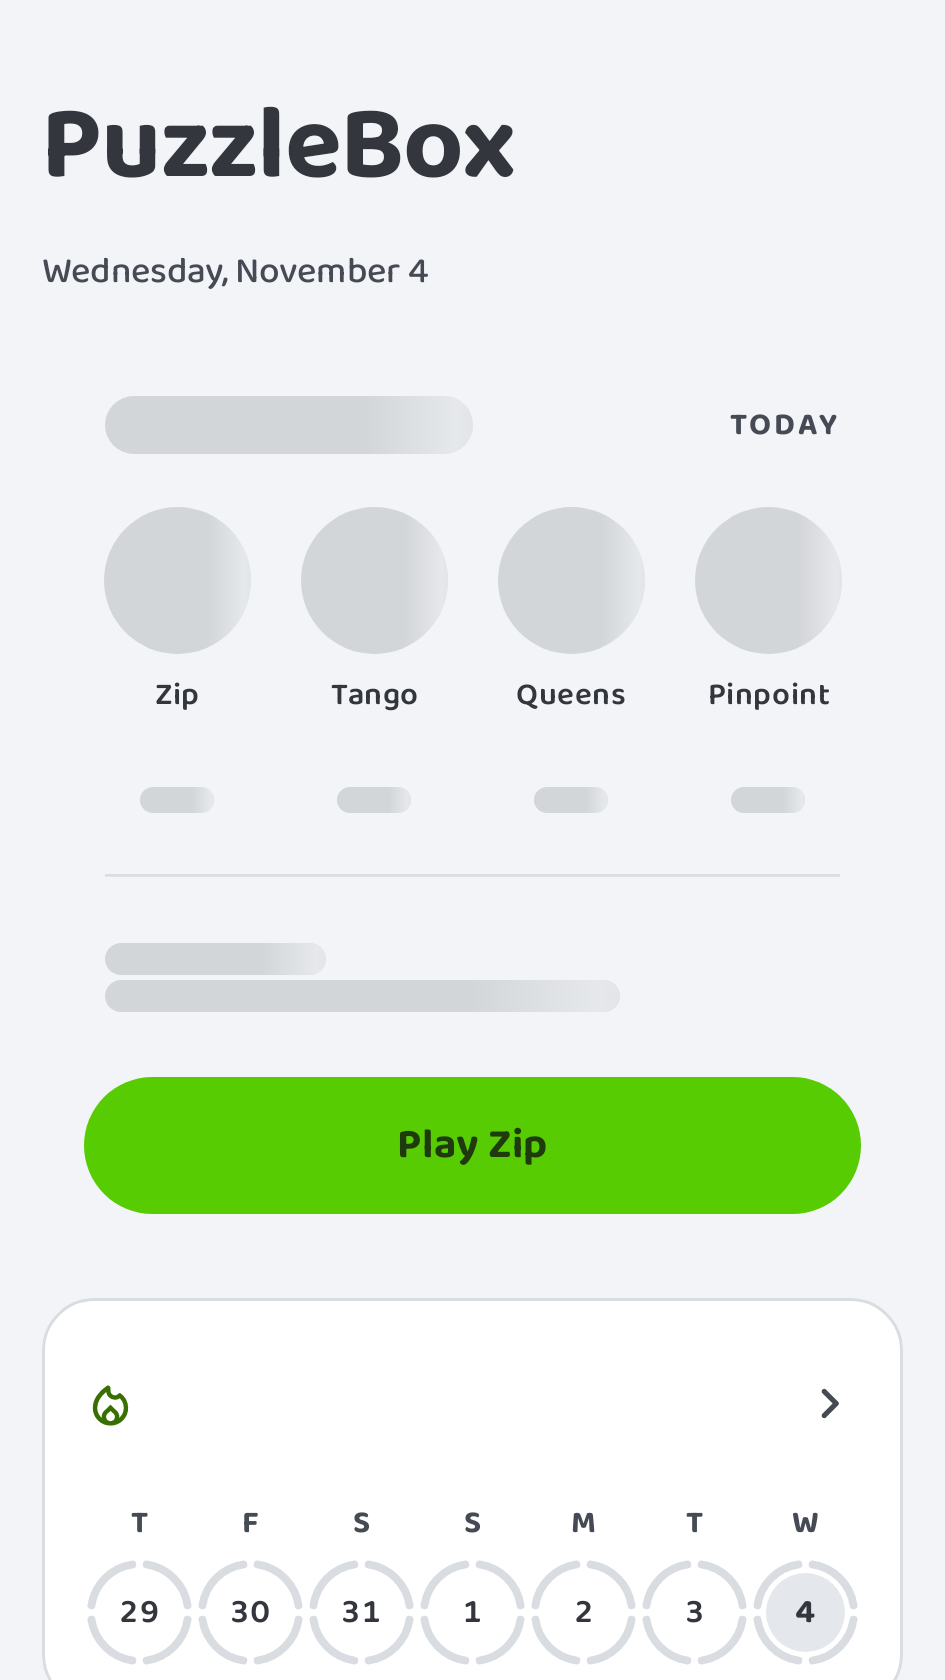 PuzzleBox
Wednesday, November 4
TODAY
Zip Tango Queens Pinpoint
Play Zip
T F S S M T W
29 30 31 1 2 3 4